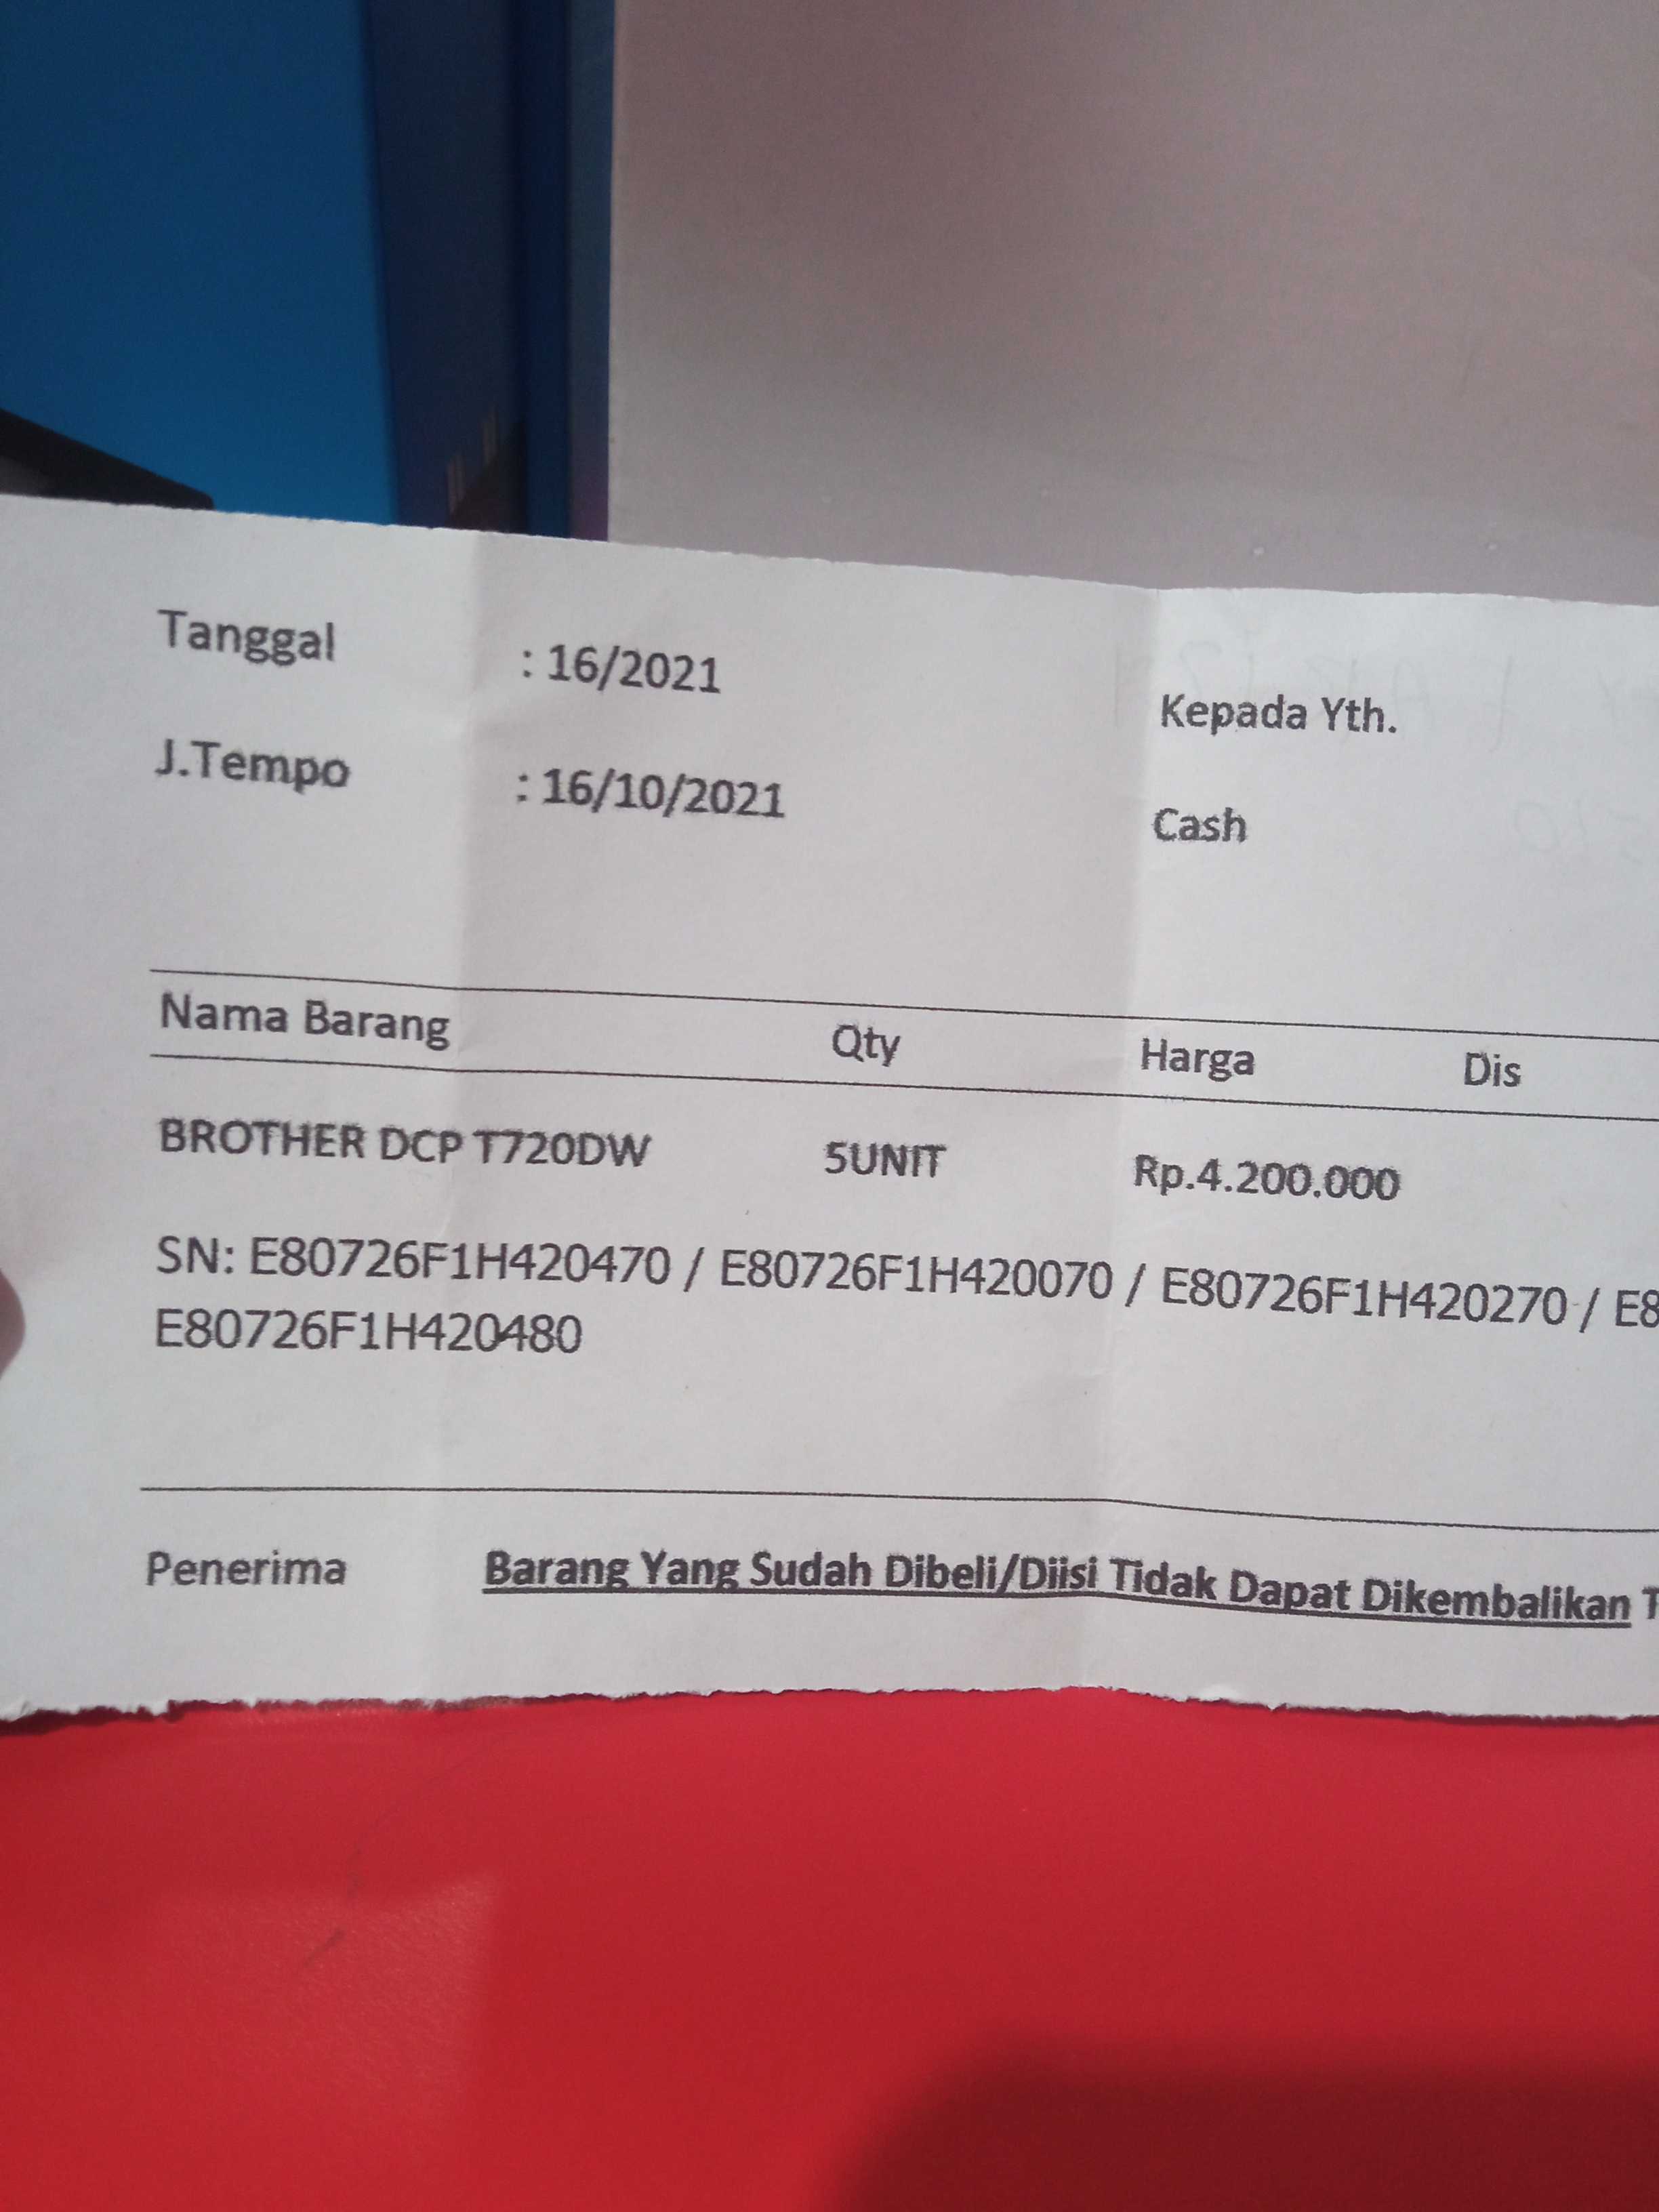 Tanggal : 16/2021
Kepada Yth.
J.Tempo : 16/10/2021
Cash
Nama Barang Qty Harga Dis
BROTHER DCP T720DW 5UNIT Rp.4.200.000
SN: E80726F1H420470 / E80726F1H420070 / E80726F1H420270 / E8
E80726F1H420480
Penerima Barang Yang Sudah Dibeli/Diisi Tidak Dapat Dikembalikan T